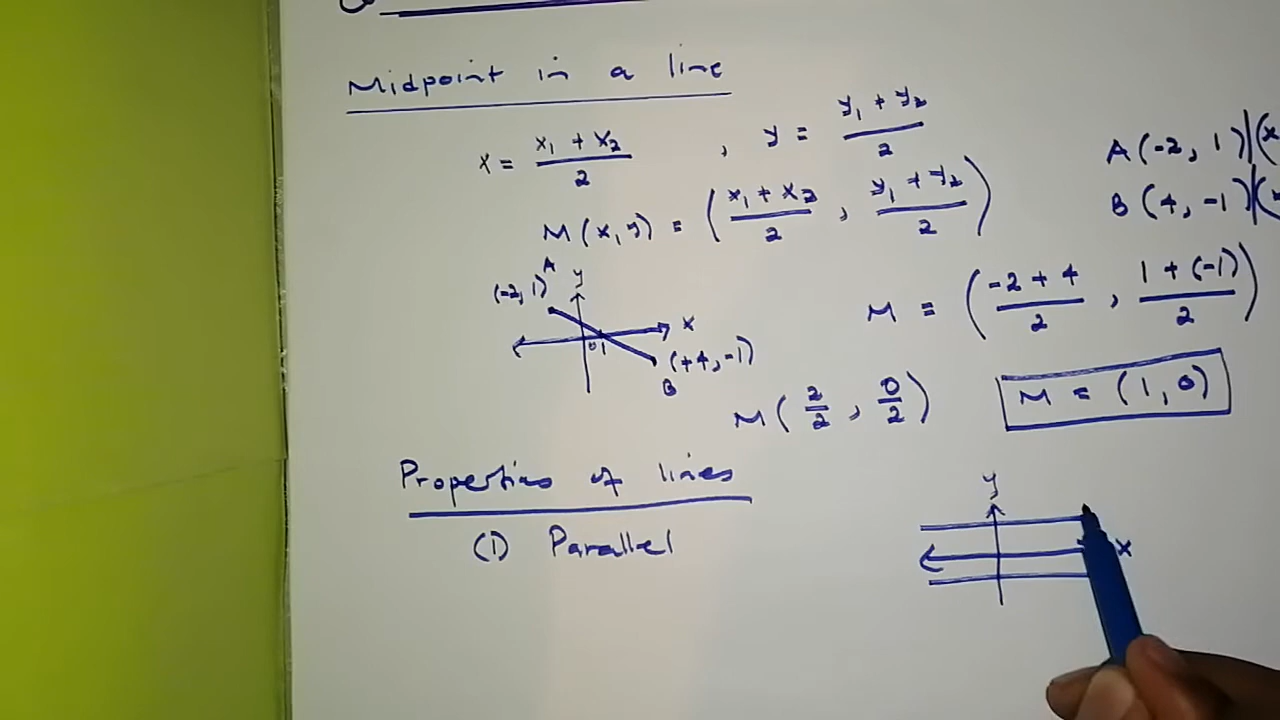 Midpoint in a line
x = (x₁ + x₂)/2 , y = (y₁ + y₂)/2
M(x, y) = ((x₁ + x₂)/2 , (y₁ + y₂)/2)
A(-2, 1)|(x
B(4, -1)|(x
A
(-2, 1)
y
x
0 1
(+4, -1)
B
M = ((-2 + 4)/2 , (1 + (-1))/2)
M(2/2 , 0/2)
M = (1, 0)
Properties of lines
(1) Parallel
y
x